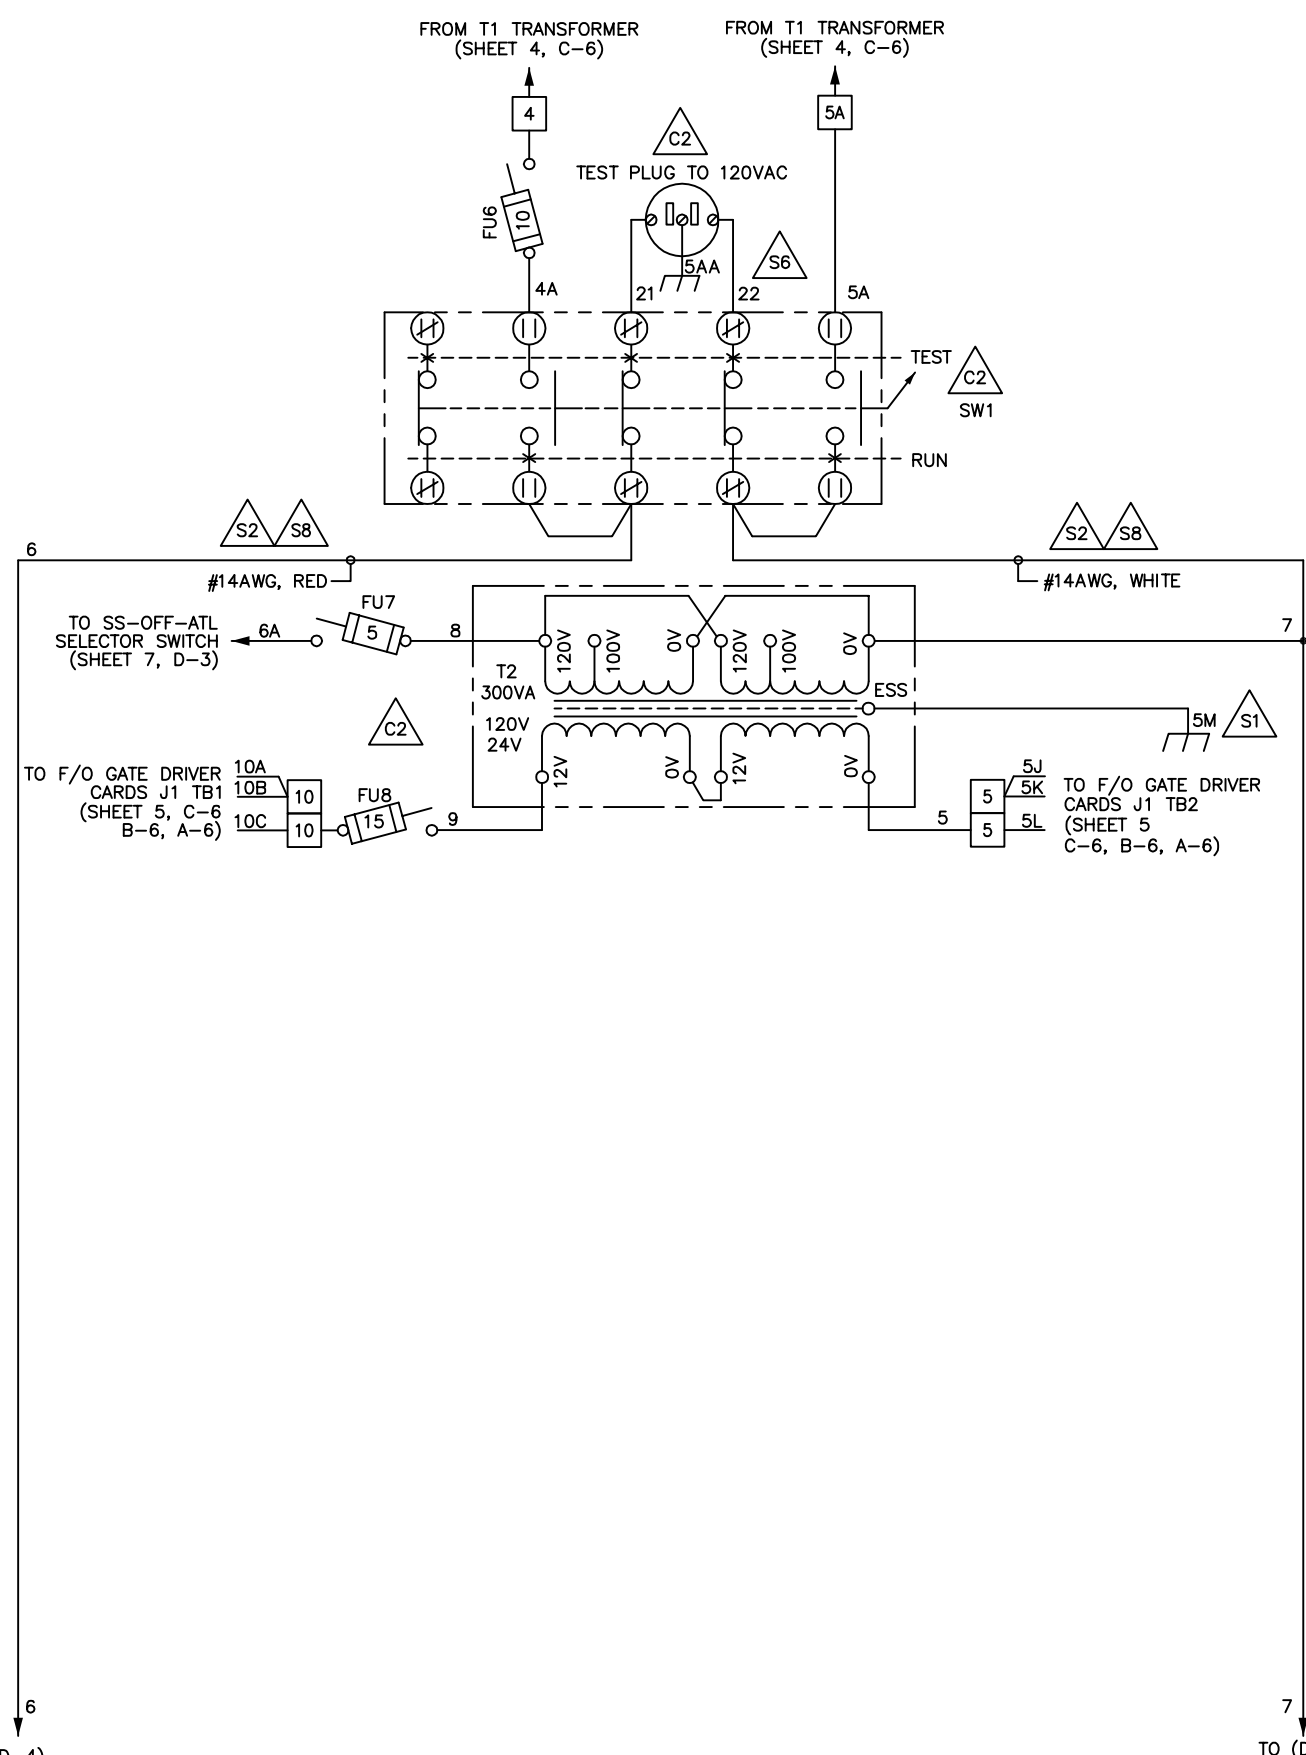 FROM T1 TRANSFORMER
(SHEET 4, C-6)
FROM T1 TRANSFORMER
(SHEET 4, C-6)
4
5A
C2
TEST PLUG TO 120VAC
FU6
10
5AA
S6
4A
21
22
5A
TEST
C2
SW1
RUN
S2
S8
S2
S8
6
#14AWG, RED
#14AWG, WHITE
FU7
TO SS-OFF-ATL
SELECTOR SWITCH
(SHEET 7, D-3)
6A
5
8
120V
100V
0V
120V
100V
0V
7
T2
300VA
ESS
120V
24V
C2
5M
S1
12V
0V
12V
0V
TO F/O GATE DRIVER
CARDS J1 TB1
(SHEET 5, C-6
B-6, A-6)
10A
10B
10C
10
10
FU8
15
9
5
5
5
5J
5K
5L
TO F/O GATE DRIVER
CARDS J1 TB2
(SHEET 5
C-6, B-6, A-6)
6
7
4)
TO (D